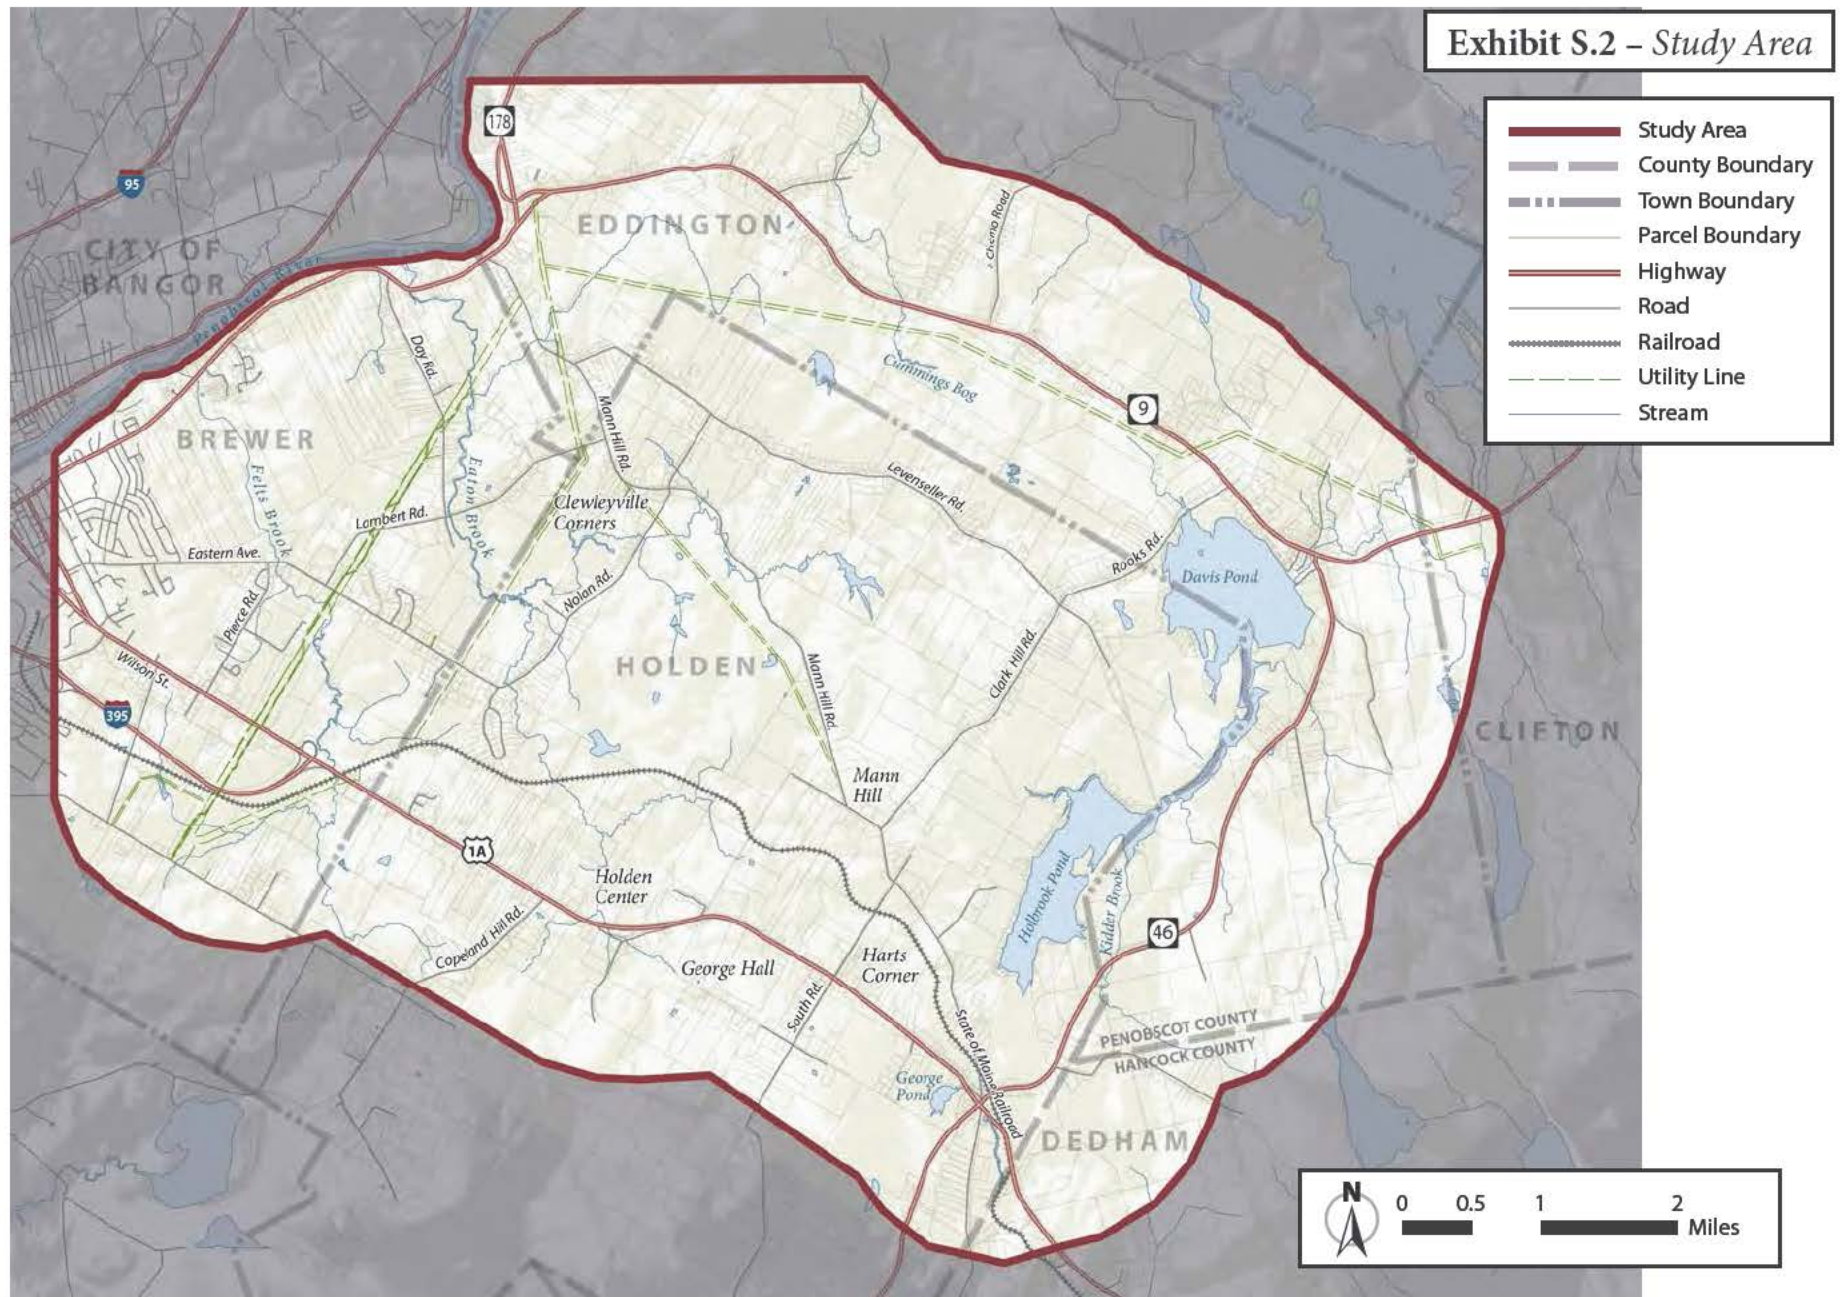 Exhibit S.2 – Study Area
Study Area
County Boundary
Town Boundary
Parcel Boundary
Highway
Road
Railroad
Utility Line
Stream
178
95
CITY OF
BANGOR
Penobscot River
EDDINGTON
Chemo Road
Day Rd.
Cummings Bog
9
BREWER
Mann Hill Rd.
Felts Brook
Eaton Brook
Levenseller Rd.
Clewleyville
Corners
Lambert Rd.
Eastern Ave.
Rooks Rd.
Davis Pond
Nolan Rd.
Pierce Rd.
HOLDEN
Wilson St.
Mann Hill Rd.
Clark Hill Rd.
395
CLIFTON
Mann
Hill
1A
Holden
Center
Holbrook Pond
Kidder Brook
Copeland Hill Rd.
46
George Hall
Harts
Corner
South Rd.
State of Maine Railroad
PENOBSCOT COUNTY
HANCOCK COUNTY
George
Pond
DEDHAM
N
0 0.5 1 2
Miles